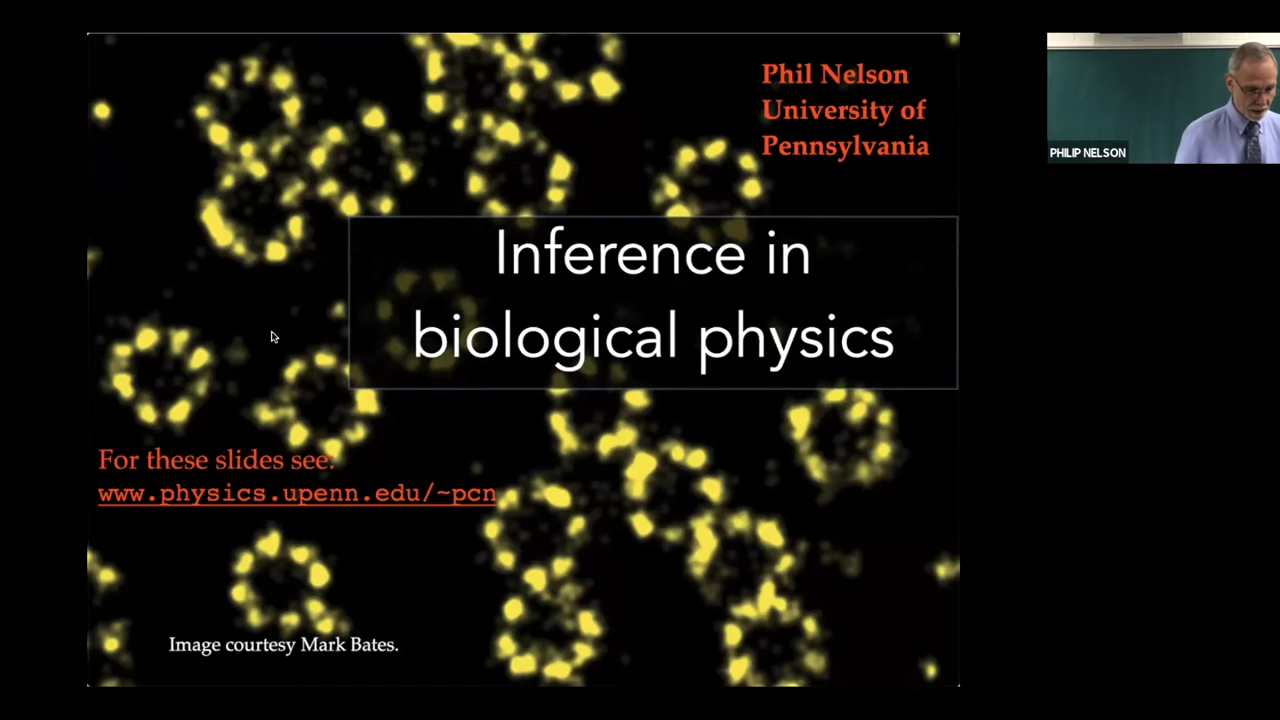 Phil Nelson
University of
Pennsylvania
Inference in
biological physics
For these slides see:
www.physics.upenn.edu/~pcn
Image courtesy Mark Bates.
PHILIP NELSON